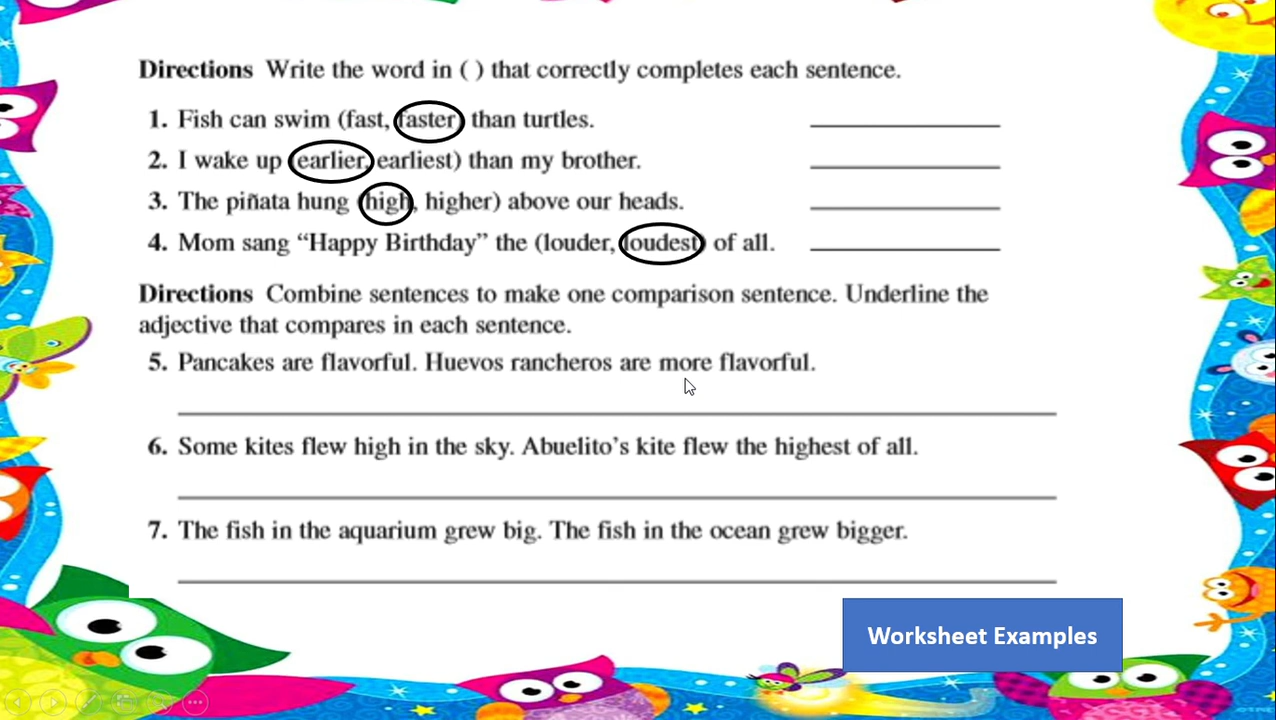 Directions Write the word in ( ) that correctly completes each sentence.
1. Fish can swim (fast, faster) than turtles.
2. I wake up (earlier, earliest) than my brother.
3. The piñata hung (high, higher) above our heads.
4. Mom sang “Happy Birthday” the (louder, loudest) of all.
Directions Combine sentences to make one comparison sentence. Underline the
adjective that compares in each sentence.
5. Pancakes are flavorful. Huevos rancheros are more flavorful.
6. Some kites flew high in the sky. Abuelito’s kite flew the highest of all.
7. The fish in the aquarium grew big. The fish in the ocean grew bigger.
Worksheet Examples